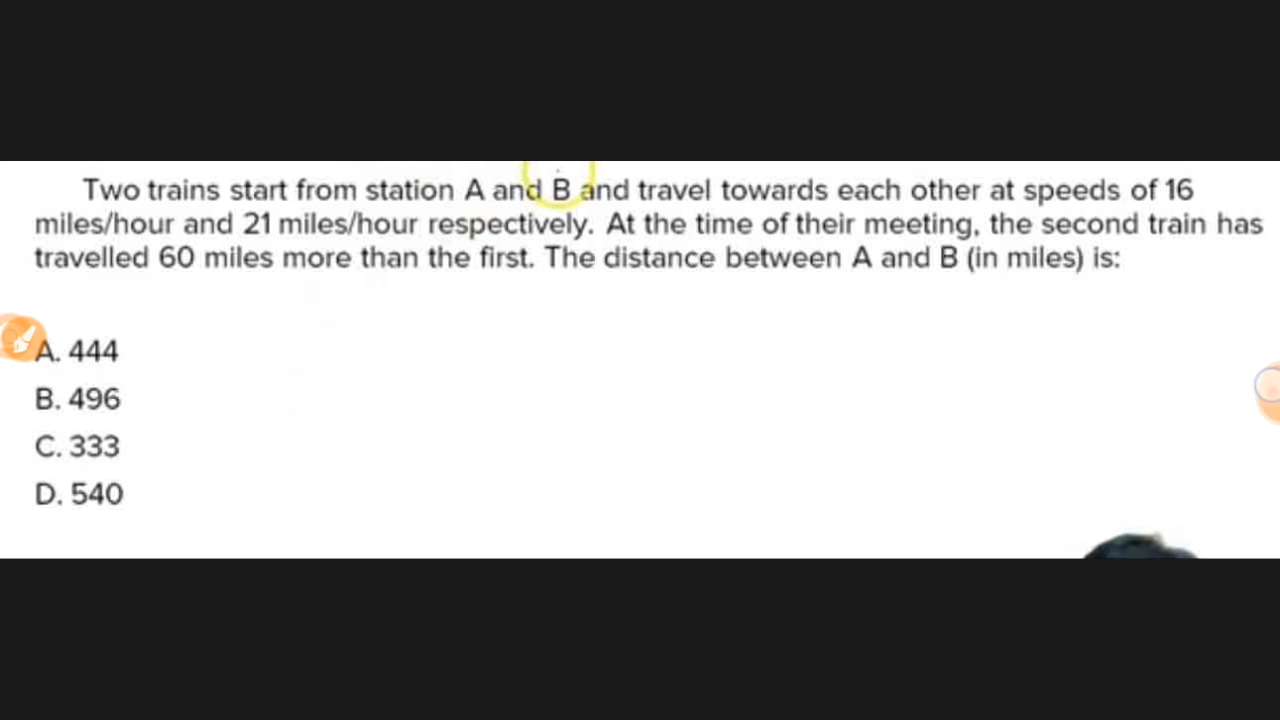 Two trains start from station A and B and travel towards each other at speeds of 16
miles/hour and 21 miles/hour respectively. At the time of their meeting, the second train has
travelled 60 miles more than the first. The distance between A and B (in miles) is:
A. 444
B. 496
C. 333
D. 540